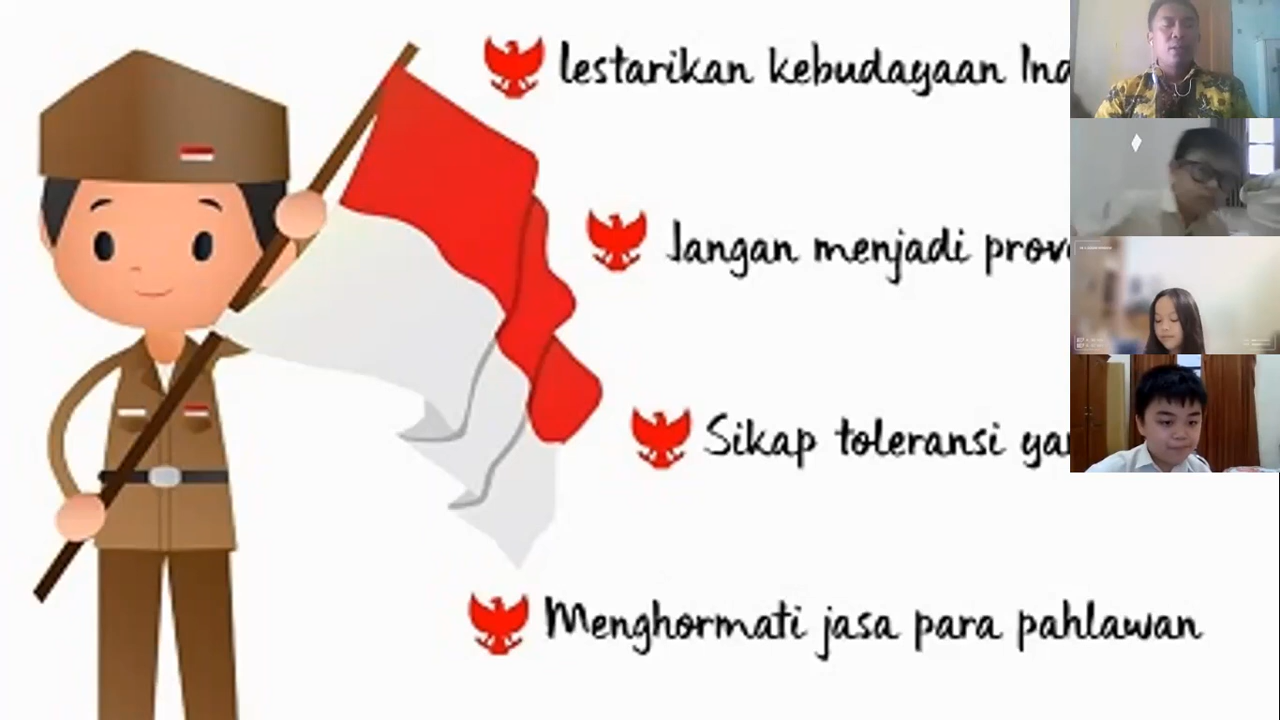 lestarikan kebudayaan
Jangan menjadi
Sikap toleransi
Menghormati jasa para pahlawan